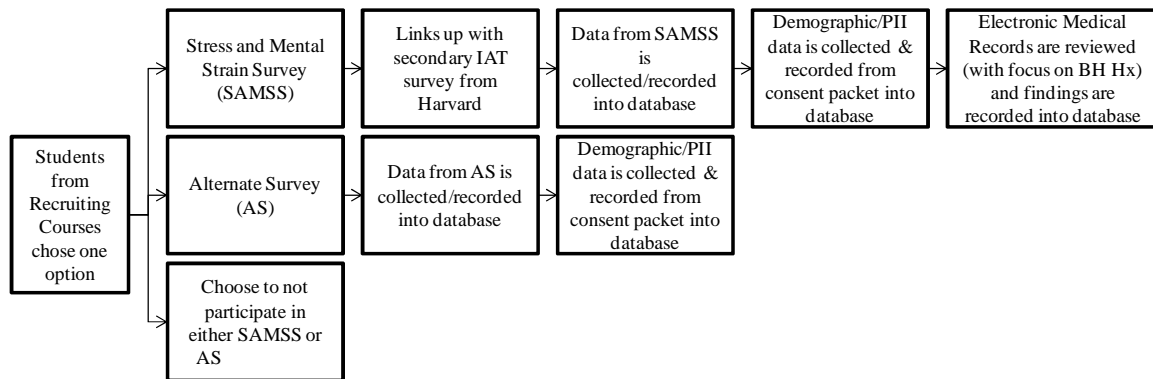 Students
from
Recruiting
Courses
chose one
option
Stress and Mental
Strain Survey
(SAMSS)
Links up with
secondary IAT
survey from
Harvard
Data from SAMSS
is
collected/recorded
into database
Demographic/PII
data is collected &
recorded from
consent packet into
database
Electronic Medical
Records are reviewed
(with focus on BH Hx)
and findings are
recorded into database
Alternate Survey
(AS)
Data from AS is
collected/recorded
into database
Demographic/PII
data is collected &
recorded from
consent packet into
database
Choose to not
participate in
either SAMSS or
AS